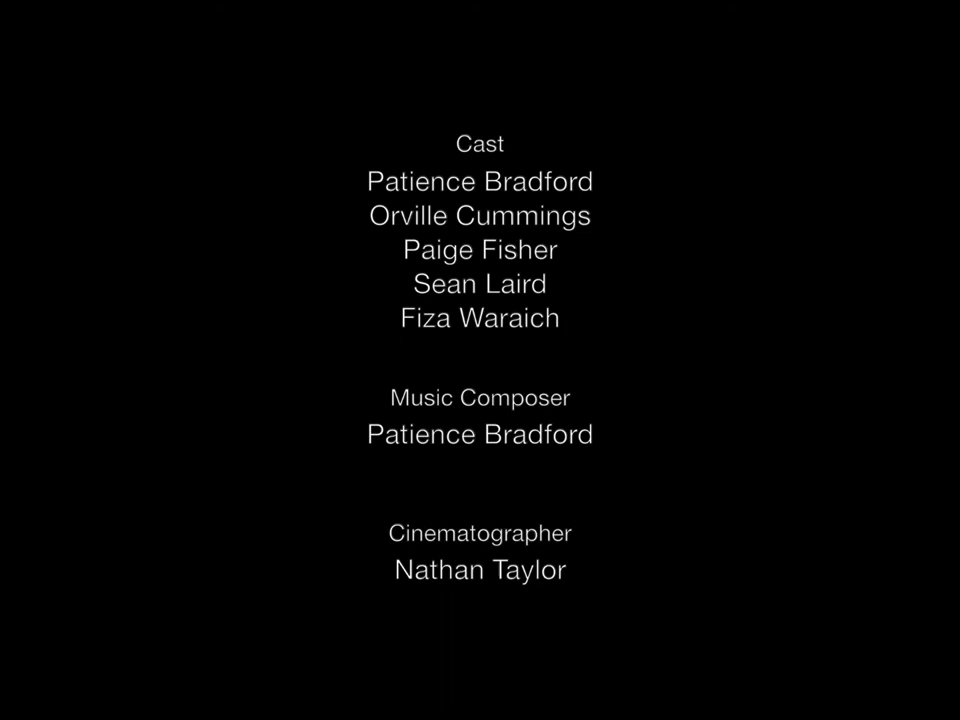 Cast
Patience Bradford
Orville Cummings
Paige Fisher
Sean Laird
Fiza Waraich
Music Composer
Patience Bradford
Cinematographer
Nathan Taylor